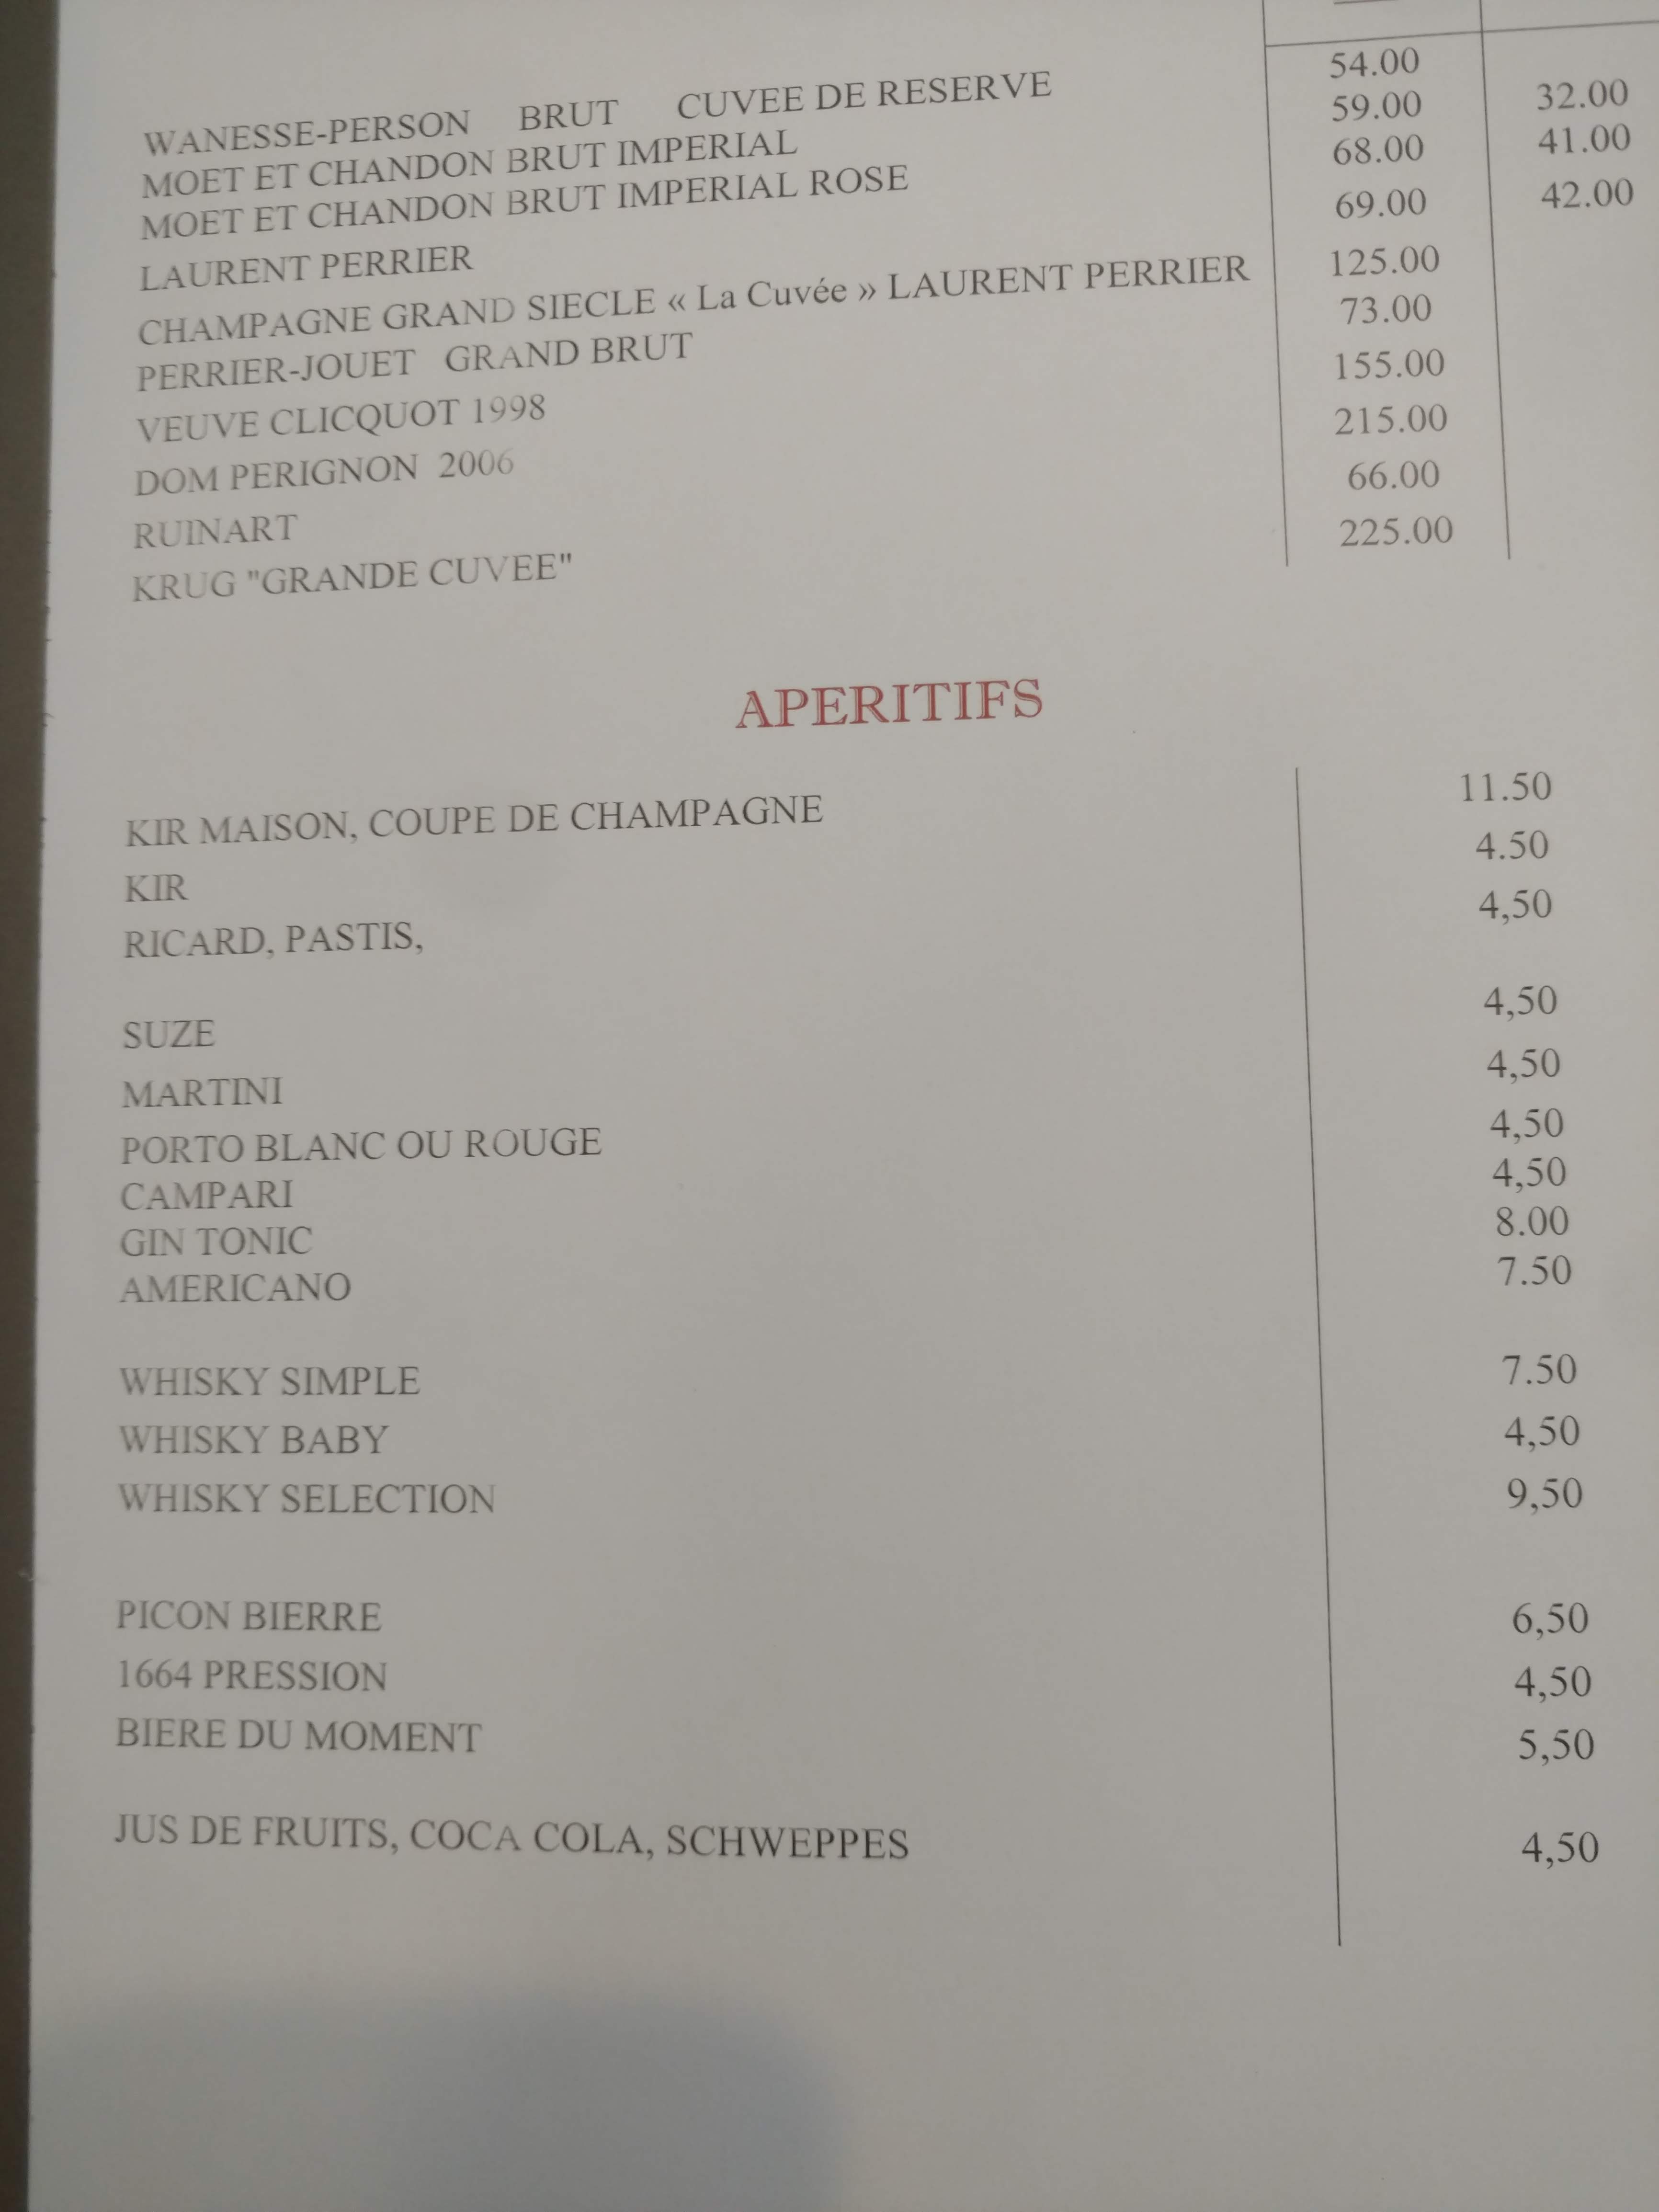 WANESSE-PERSON BRUT CUVEE DE RESERVE 54.00
MOET ET CHANDON BRUT IMPERIAL 59.00 32.00
MOET ET CHANDON BRUT IMPERIAL ROSE 68.00 41.00
LAURENT PERRIER 69.00 42.00
CHAMPAGNE GRAND SIECLE « La Cuvée » LAURENT PERRIER 125.00
PERRIER-JOUET GRAND BRUT 73.00
VEUVE CLICQUOT 1998 155.00
DOM PERIGNON 2006 215.00
RUINART 66.00
KRUG "GRANDE CUVEE" 225.00
APERITIFS
KIR MAISON, COUPE DE CHAMPAGNE 11.50
KIR 4.50
RICARD, PASTIS, 4,50
SUZE 4,50
MARTINI 4,50
PORTO BLANC OU ROUGE 4,50
CAMPARI 4,50
GIN TONIC 8.00
AMERICANO 7.50
WHISKY SIMPLE 7.50
WHISKY BABY 4,50
WHISKY SELECTION 9,50
PICON BIERRE 6,50
1664 PRESSION 4,50
BIERE DU MOMENT 5,50
JUS DE FRUITS, COCA COLA, SCHWEPPES 4,50